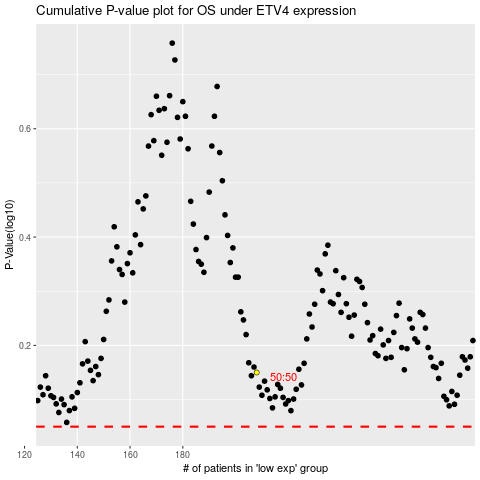 Cumulative P-value plot for OS under ETV4 expression
P-Value(log10)
0.6
0.4
0.2
50:50
120 140 160 180
# of patients in 'low exp' group